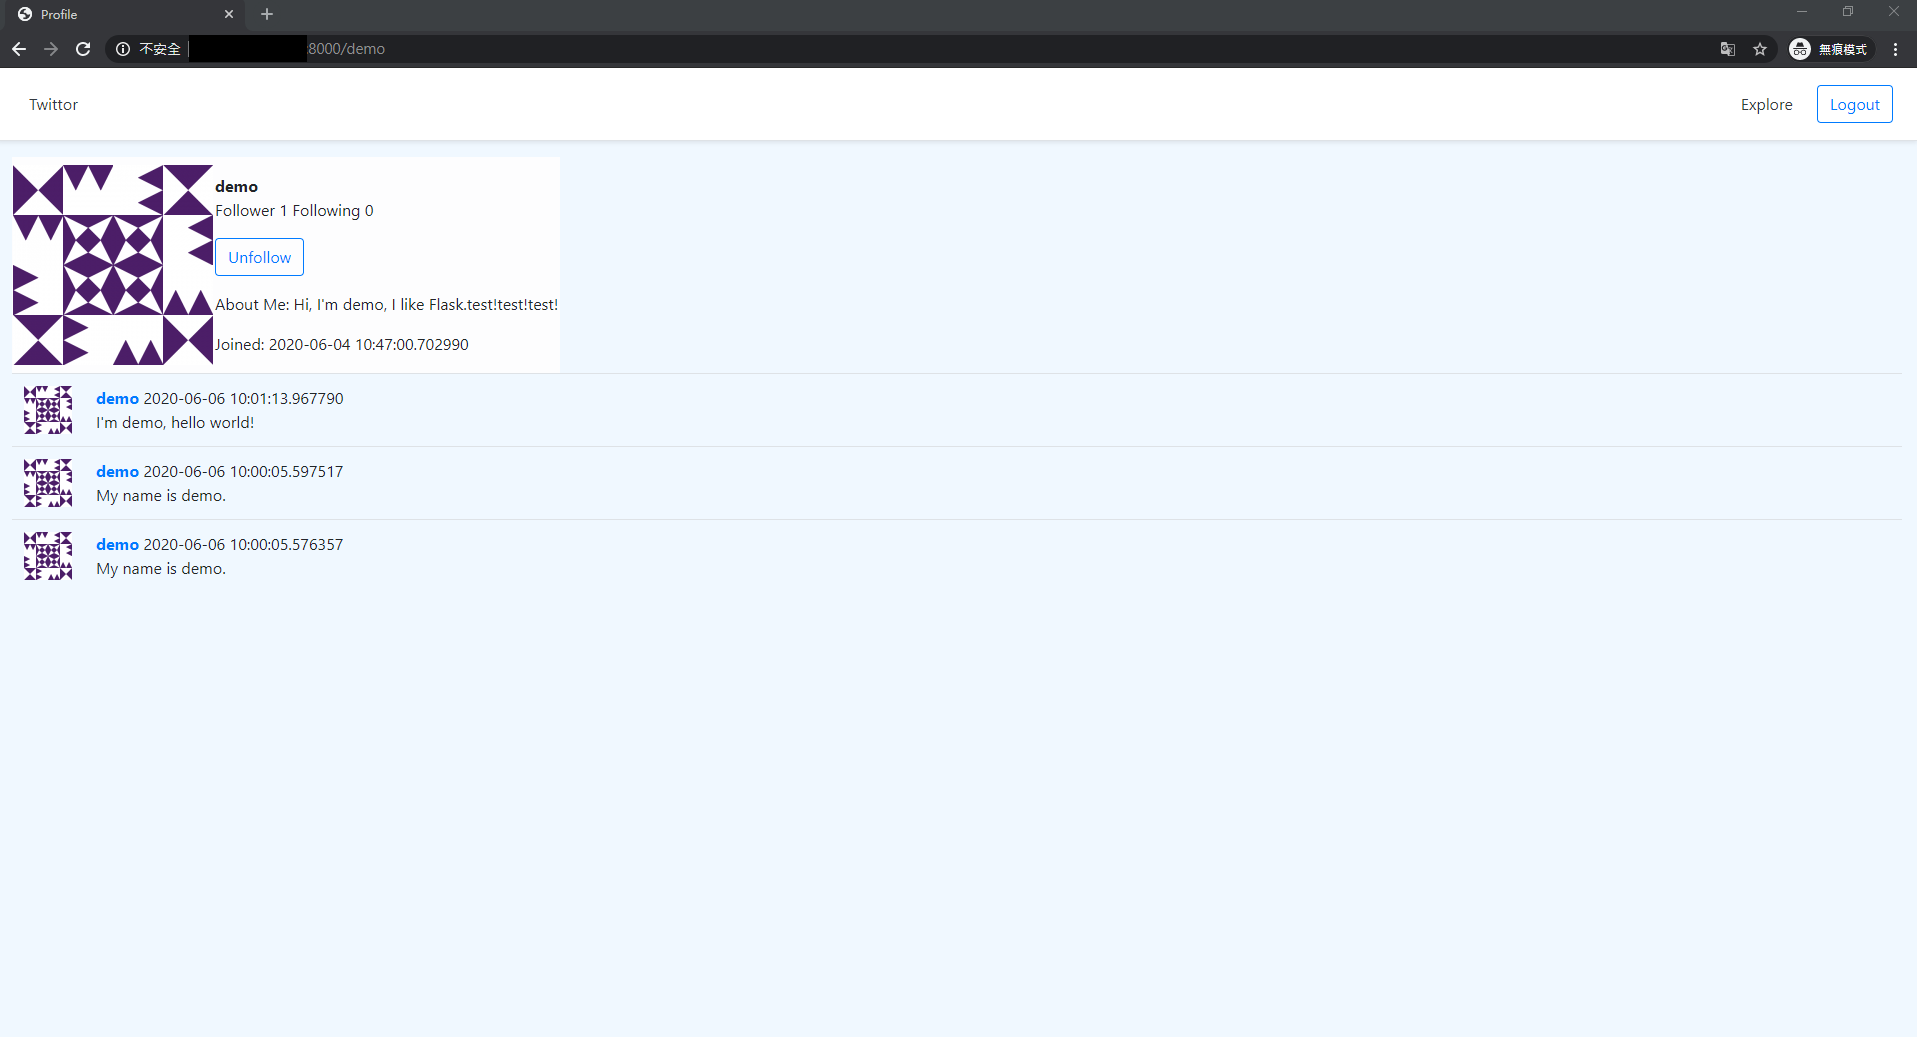 Profile
不安全
:8000/demo
無痕模式
Twittor
Explore
Logout
demo
Follower 1 Following 0
Unfollow
About Me: Hi, I'm demo, I like Flask.test!test!test!
Joined: 2020-06-04 10:47:00.702990
demo 2020-06-06 10:01:13.967790
I'm demo, hello world!
demo 2020-06-06 10:00:05.597517
My name is demo.
demo 2020-06-06 10:00:05.576357
My name is demo.